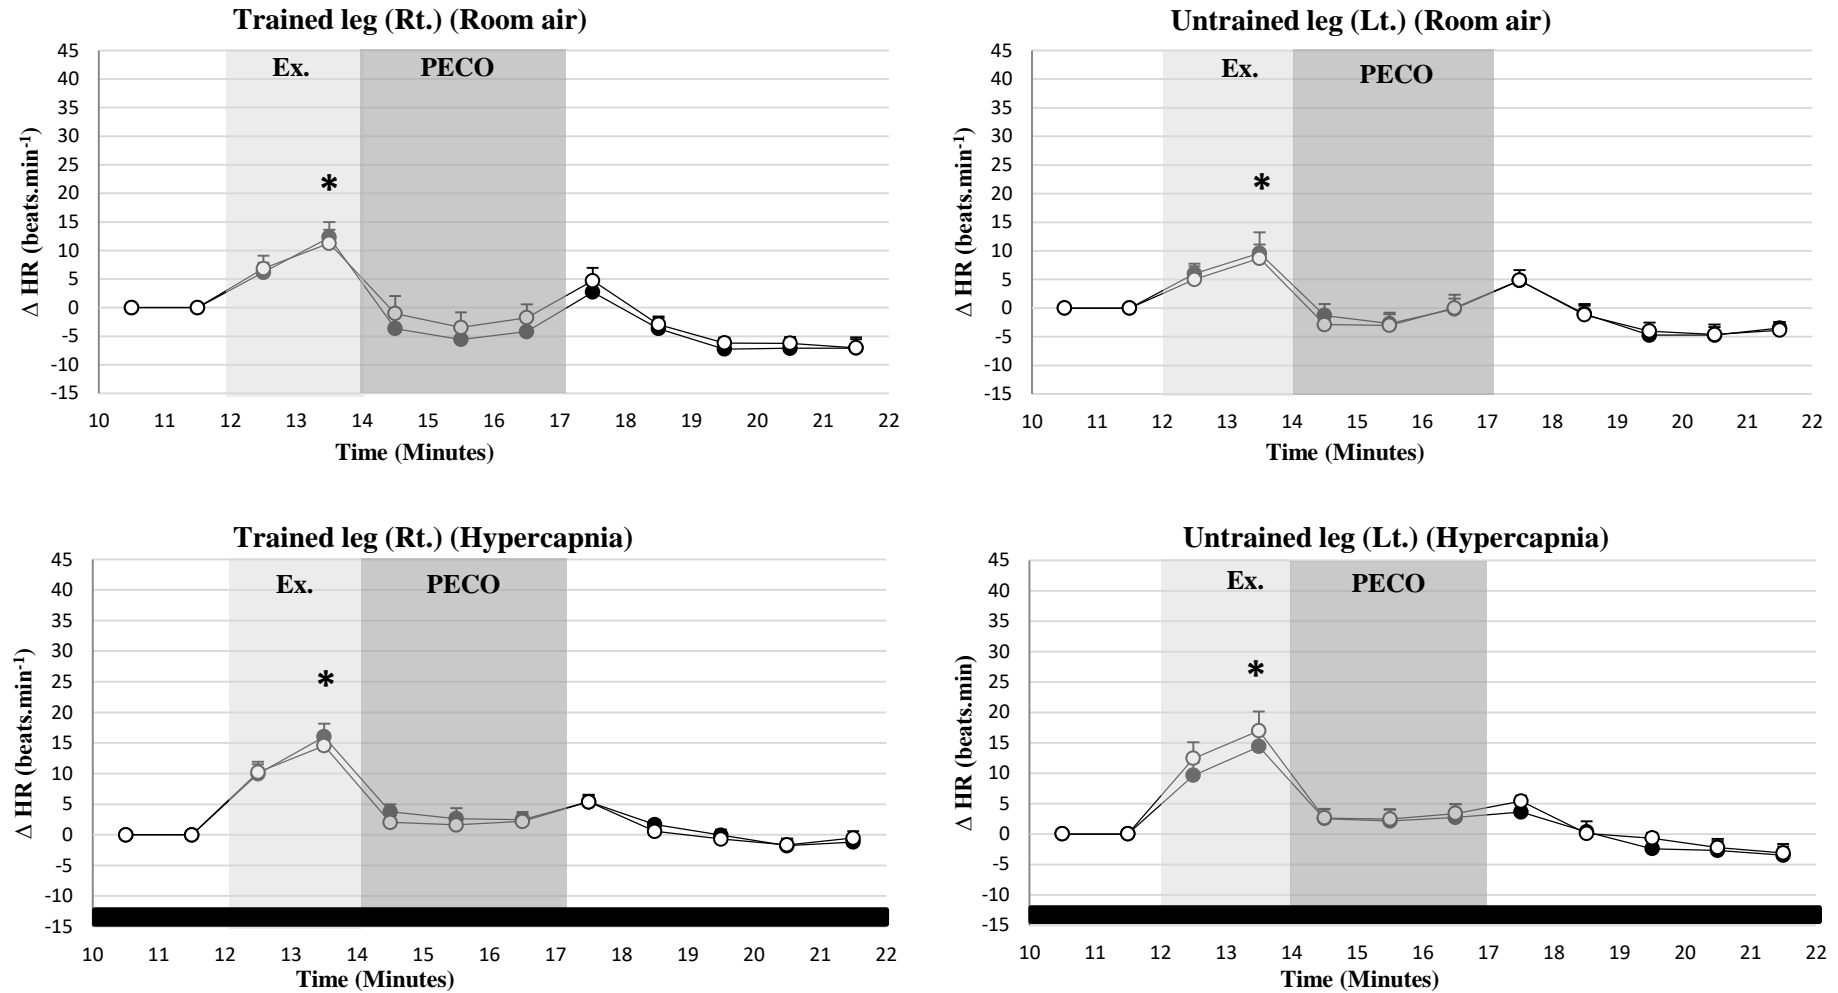 Trained leg (Rt.) (Room air)
45
40
35
30
25
20
15
10
5
0
-5
-10
-15
Δ HR (beats.min-1)
Ex.
PECO
*
10 11 12 13 14 15 16 17 18 19 20 21 22
Time (Minutes)
Untrained leg (Lt.) (Room air)
45
40
35
30
25
20
15
10
5
0
-5
-10
-15
Δ HR (beats.min-1)
Ex.
PECO
*
10 11 12 13 14 15 16 17 18 19 20 21 22
Time (Minutes)
Trained leg (Rt.) (Hypercapnia)
45
40
35
30
25
20
15
10
5
0
-5
-10
-15
Δ HR (beats.min-1)
Ex.
PECO
*
10 11 12 13 14 15 16 17 18 19 20 21 22
Time (Minutes)
Untrained leg (Lt.) (Hypercapnia)
45
40
35
30
25
20
15
10
5
0
-5
-10
-15
Δ HR (beats.min)
Ex.
PECO
*
10 11 12 13 14 15 16 17 18 19 20 21 22
Time (Minutes)